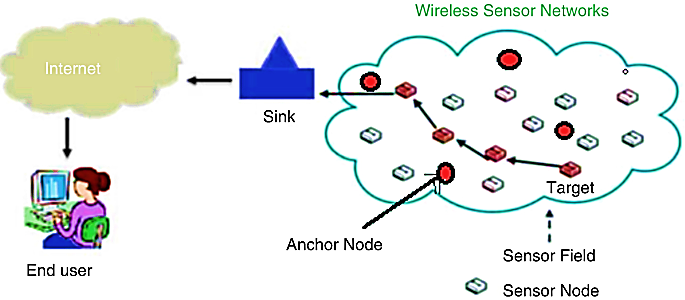 Wireless Sensor Networks
Internet
Sink
Target
Anchor Node
Sensor Field
End user
Sensor Node